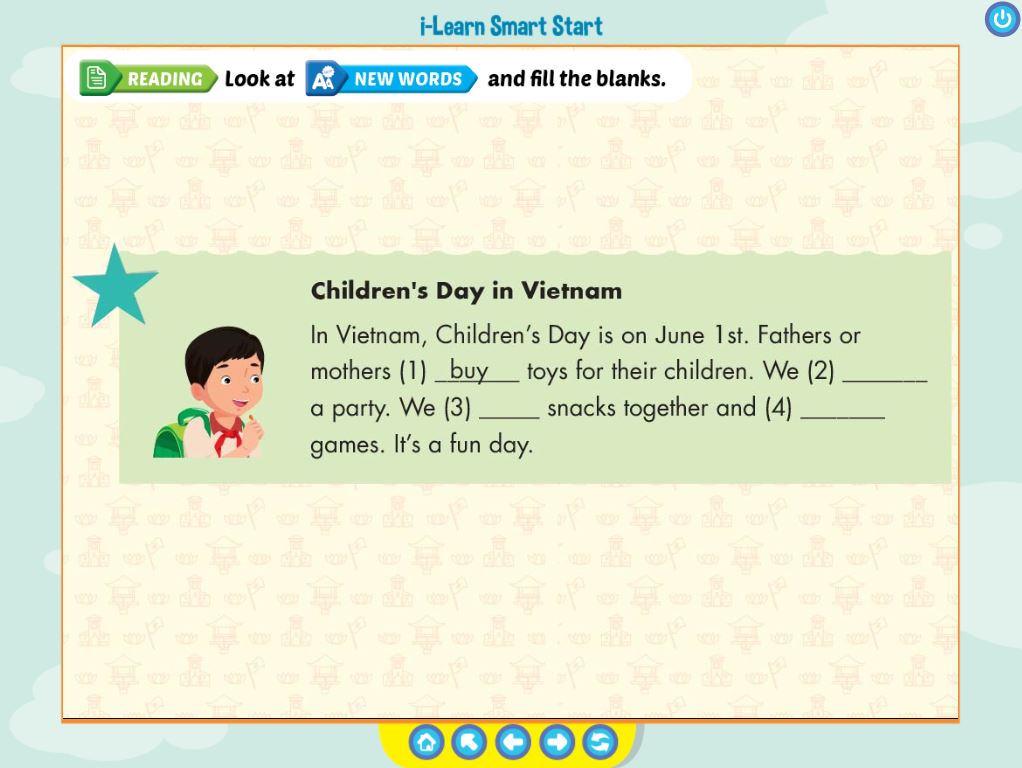 i-Learn Smart Start
READING Look at NEW WORDS and fill the blanks.
Children's Day in Vietnam
In Vietnam, Children's Day is on June 1st. Fathers or
mothers (1) __buy___ toys for their children. We (2) _______
a party. We (3) _____ snacks together and (4) _______
games. It's a fun day.